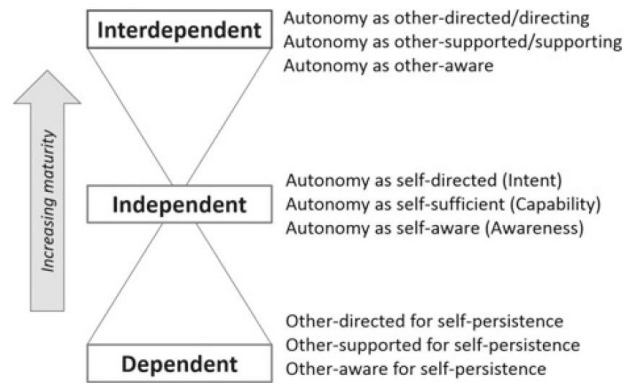 Interdependent
Autonomy as other-directed/directing
Autonomy as other-supported/supporting
Autonomy as other-aware
Increasing maturity
Independent
Autonomy as self-directed (Intent)
Autonomy as self-sufficient (Capability)
Autonomy as self-aware (Awareness)
Dependent
Other-directed for self-persistence
Other-supported for self-persistence
Other-aware for self-persistence